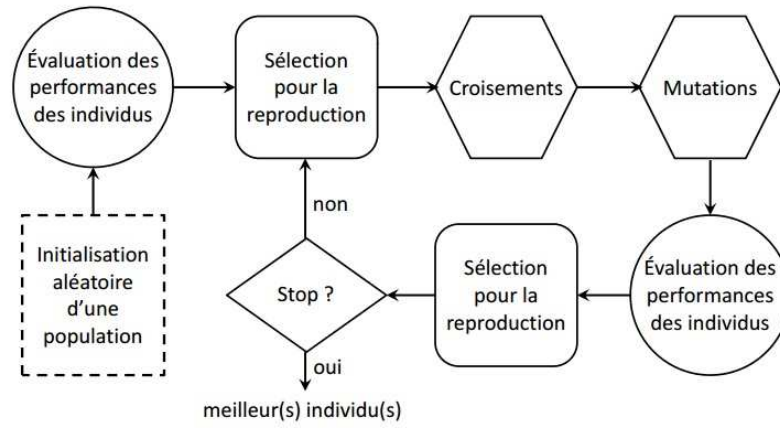 Évaluation des
performances
des individus
Sélection
pour la
reproduction
Croisements
Mutations
non
Initialisation
aléatoire
d'une
population
Stop ?
Sélection
pour la
reproduction
Évaluation des
performances
des individus
oui
meilleur(s) individu(s)